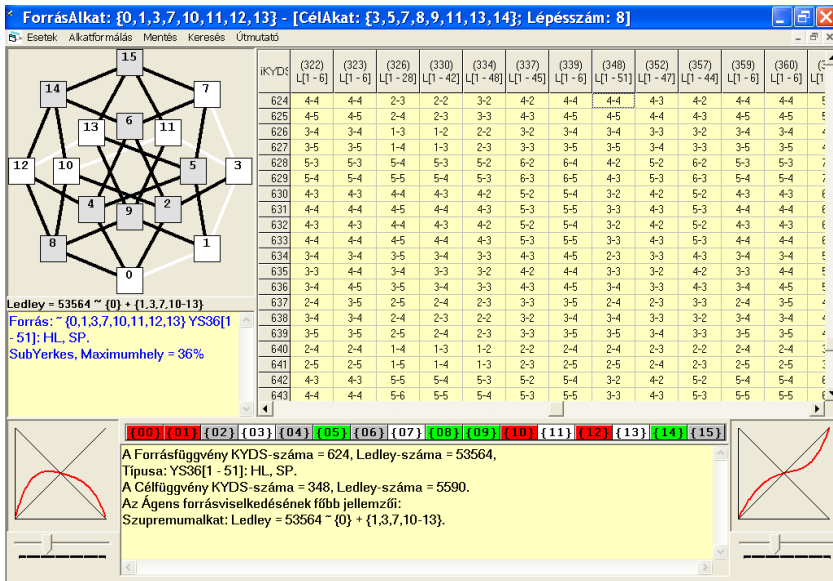 ForrásAlkat: {0,1,3,7,10,11,12,13} - [CélAkat: {3,5,7,8,9,11,13,14}; Lépésszám: 8]
Esetek Alkatformálás Mentés Keresés Útmutató
15
14 7
13 6 11
12 10 5 3
4 9 2
8 1
0
Ledley = 53564 ~ {0} + {1,3,7,10-13}
Forrás: ~ {0,1,3,7,10,11,12,13} YS36[1
- 51]: HL, SP.
SubYerkes, Maximumhely = 36%
iKYDS (322) (323) (326) (330) (334) (337) (339) (348) (352) (357) (359) (360)
L[1 - 6] L[1 - 6] L[1 - 28] L[1 - 42] L[1 - 48] L[1 - 45] L[1 - 6] L[1 - 51] L[1 - 47] L[1 - 44] L[1 - 6] L[1 - 6]
624 4-4 4-4 2-3 2-2 3-2 4-2 4-4 4-4 4-3 4-2 4-4 4-4
625 4-5 4-5 2-4 2-3 3-3 4-3 4-5 4-5 4-4 4-3 4-5 4-5
626 3-4 3-4 1-3 1-2 2-2 3-2 3-4 3-4 3-3 3-2 3-4 3-4
627 3-5 3-5 1-4 1-3 2-3 3-3 3-5 3-5 3-4 3-3 3-5 3-5
628 5-3 5-3 5-4 5-3 5-2 6-2 6-4 4-2 5-2 6-2 5-3 5-3
629 5-4 5-4 5-5 5-4 5-3 6-3 6-5 4-3 5-3 6-3 5-4 5-4
630 4-3 4-3 4-4 4-3 4-2 5-2 5-4 3-2 4-2 5-2 4-3 4-3
631 4-4 4-4 4-5 4-4 4-3 5-3 5-5 3-3 4-3 5-3 4-4 4-4
632 4-3 4-3 4-4 4-3 4-2 5-2 5-4 3-2 4-2 5-2 4-3 4-3
633 4-4 4-4 4-5 4-4 4-3 5-3 5-5 3-3 4-3 5-3 4-4 4-4
634 3-4 3-4 3-5 3-4 3-3 4-3 4-5 2-3 3-3 4-3 3-4 3-4
635 3-3 4-4 3-4 3-3 3-2 4-2 4-4 3-3 3-2 4-2 3-3 4-4
636 3-4 4-5 3-5 3-4 3-3 4-3 4-5 3-4 3-3 4-3 3-4 4-5
637 2-4 3-5 2-5 2-4 2-3 3-3 3-5 2-4 2-3 3-3 2-4 3-5
638 3-4 3-4 2-4 2-3 2-2 3-2 3-4 3-4 3-3 3-2 3-4 3-4
639 3-5 3-5 2-5 2-4 2-3 3-3 3-5 3-5 3-4 3-3 3-5 3-5
640 2-4 2-4 1-4 1-3 1-2 2-2 2-4 2-4 2-3 2-2 2-4 2-4
641 2-5 2-5 1-5 1-4 1-3 2-3 2-5 2-5 2-4 2-3 2-5 2-5
642 4-3 4-3 5-5 5-4 5-3 5-2 5-4 3-2 4-2 5-2 5-4 5-4
643 4-4 4-4 5-6 5-5 5-4 5-3 5-5 3-3 4-3 5-3 5-5 5-5
{00} {01} {02} {03} {04} {05} {06} {07} {08} {09} {10} {11} {12} {13} {14} {15}
A Forrásfüggvény KYDS-száma = 624, Ledley-száma = 53564,
Típusa: YS36[1 - 51]: HL, SP.
A Célfüggvény KYDS-száma = 348, Ledley-száma = 5590.
Az Ágens forrásviselkedésének főbb jellemzői:
Szupremumalkat: Ledley = 53564 ~ {0} + {1,3,7,10-13}.